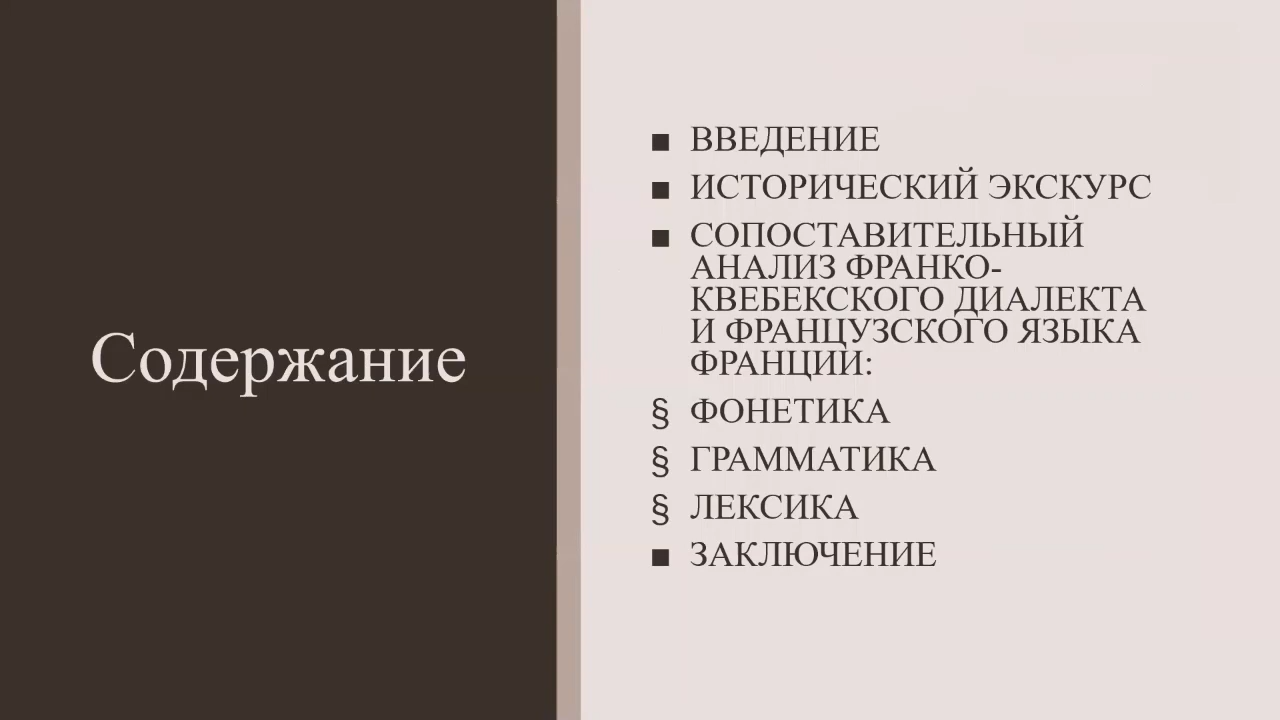 Содержание
■ ВВЕДЕНИЕ
■ ИСТОРИЧЕСКИЙ ЭКСКУРС
■ СОПОСТАВИТЕЛЬНЫЙ
АНАЛИЗ ФРАНКО-
КВЕБЕКСКОГО ДИАЛЕКТА
И ФРАНЦУЗСКОГО ЯЗЫКА
ФРАНЦИИ:
§ ФОНЕТИКА
§ ГРАММАТИКА
§ ЛЕКСИКА
■ ЗАКЛЮЧЕНИЕ